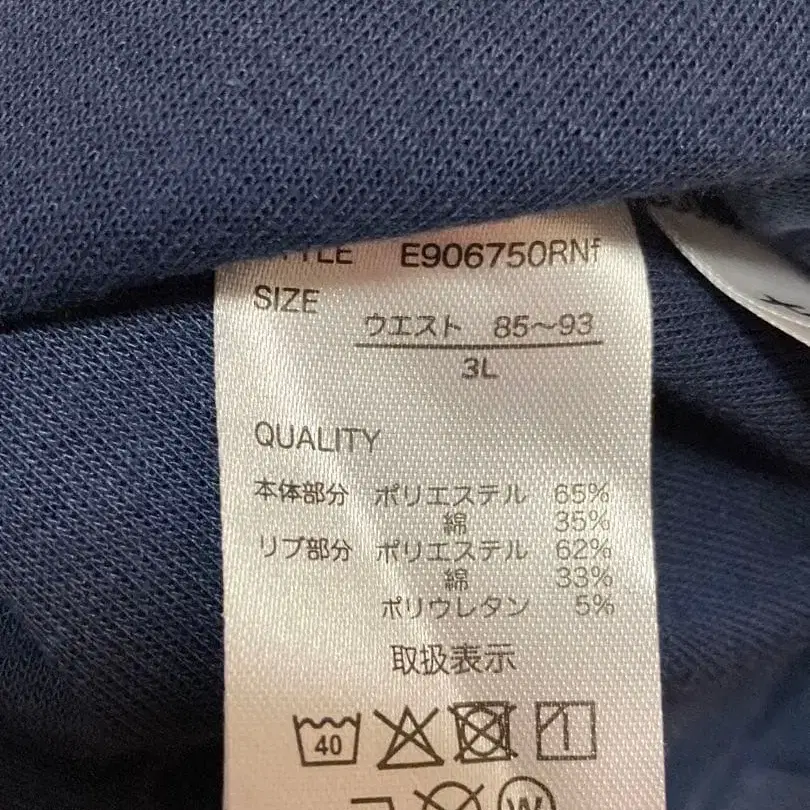 E906750RNf
SIZE
ウエスト 85〜93
3L
QUALITY
本体部分 ポリエステル 65%
綿 35%
リブ部分 ポリエステル 62%
綿 33%
ポリウレタン 5%
取扱表示
40
W